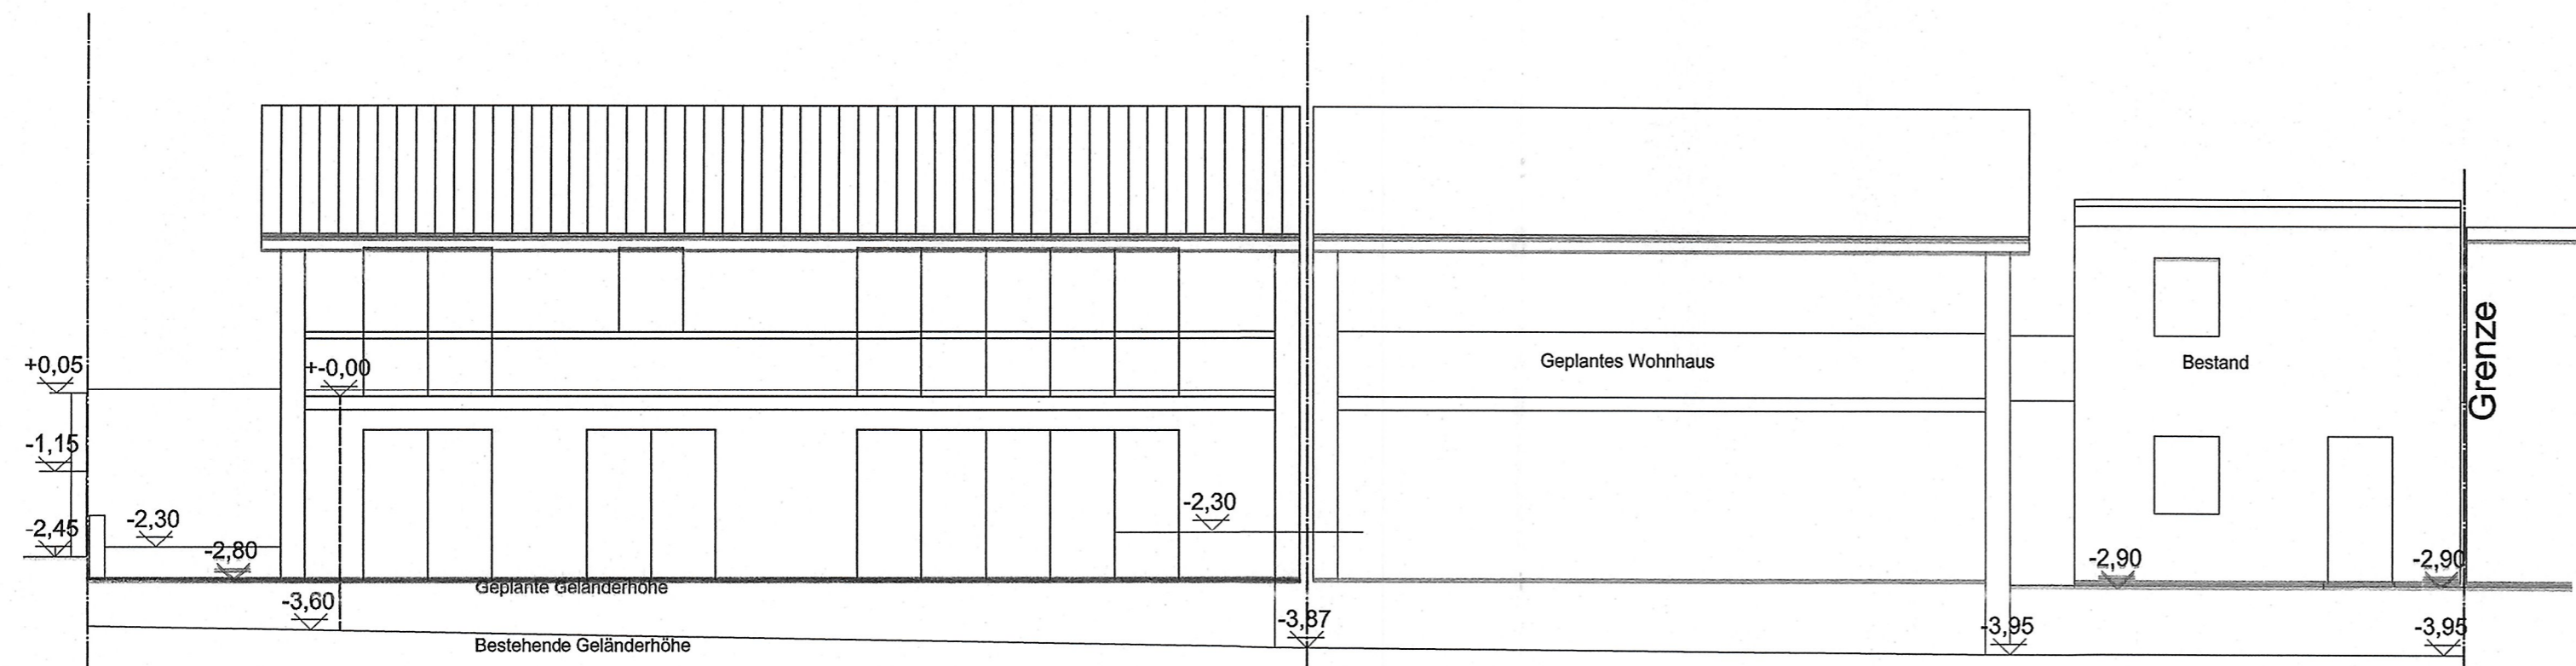 +0,05
+-0,00
Geplantes Wohnhaus
Bestand
Grenze
-1,15
-2,30
-2,45
-2,30
-2,80
-2,90
-2,90
Geplante Geländerhöhe
-3,60
-3,87
-3,95
-3,95
Bestehende Geländerhöhe